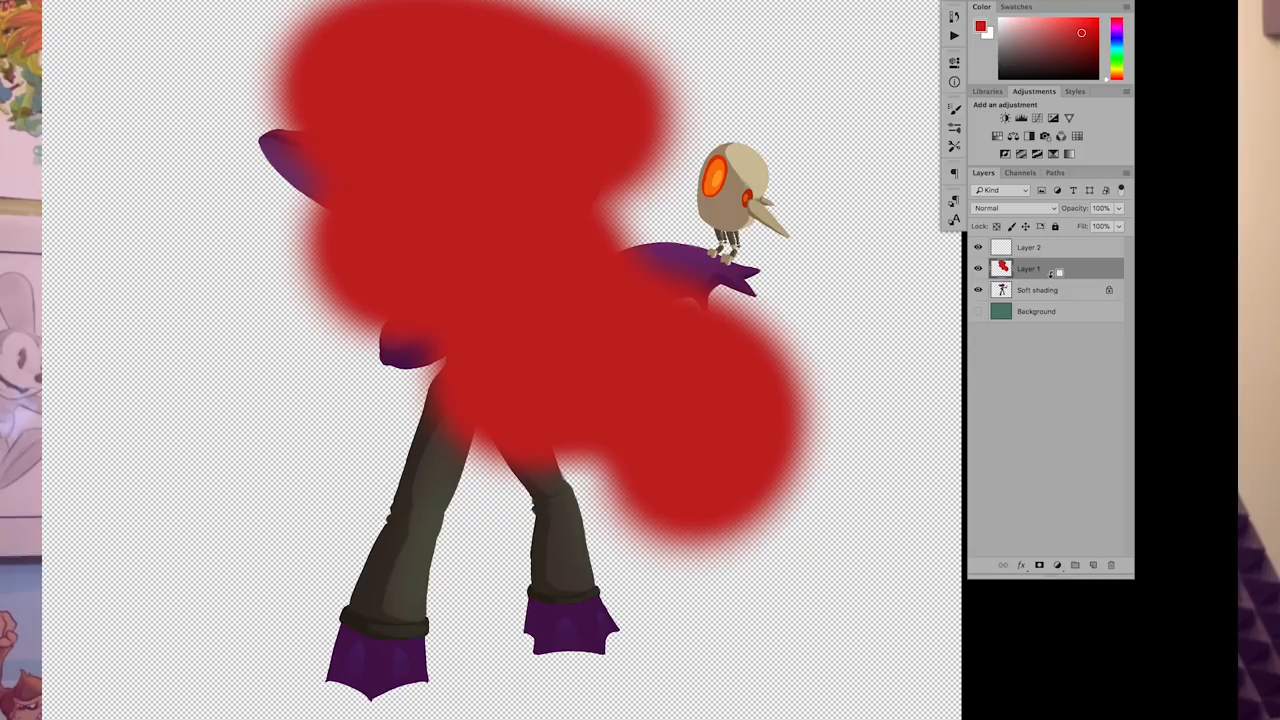 Color Swatches
Libraries Adjustments Styles
Add an adjustment
Layers Channels Paths
Kind
Normal Opacity: 100%
Lock: Fill: 100%
Layer 2
Layer 1
Soft shading
Background